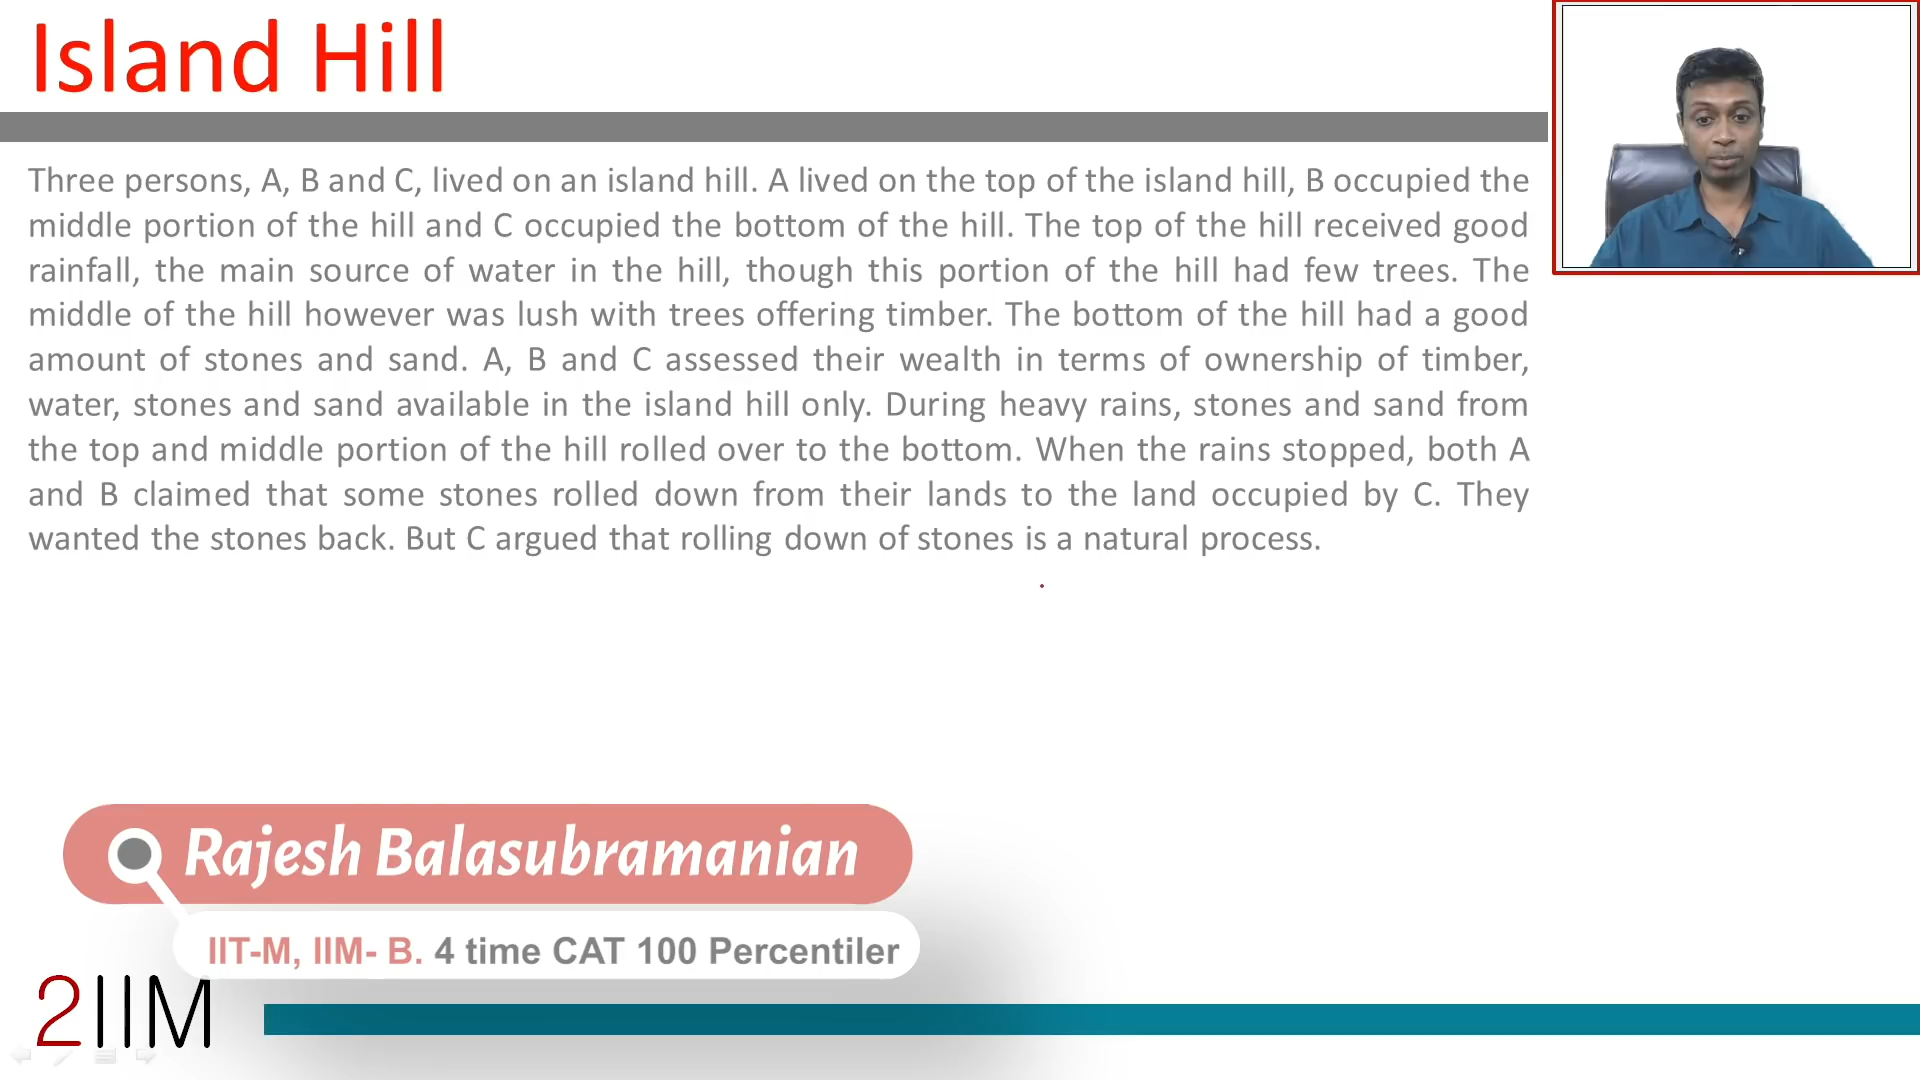 Island Hill
Three persons, A, B and C, lived on an island hill. A lived on the top of the island hill, B occupied the
middle portion of the hill and C occupied the bottom of the hill. The top of the hill received good
rainfall, the main source of water in the hill, though this portion of the hill had few trees. The
middle of the hill however was lush with trees offering timber. The bottom of the hill had a good
amount of stones and sand. A, B and C assessed their wealth in terms of ownership of timber,
water, stones and sand available in the island hill only. During heavy rains, stones and sand from
the top and middle portion of the hill rolled over to the bottom. When the rains stopped, both A
and B claimed that some stones rolled down from their lands to the land occupied by C. They
wanted the stones back. But C argued that rolling down of stones is a natural process.
Rajesh Balasubramanian
IIT-M, IIM- B. 4 time CAT 100 Percentiler
2IIM